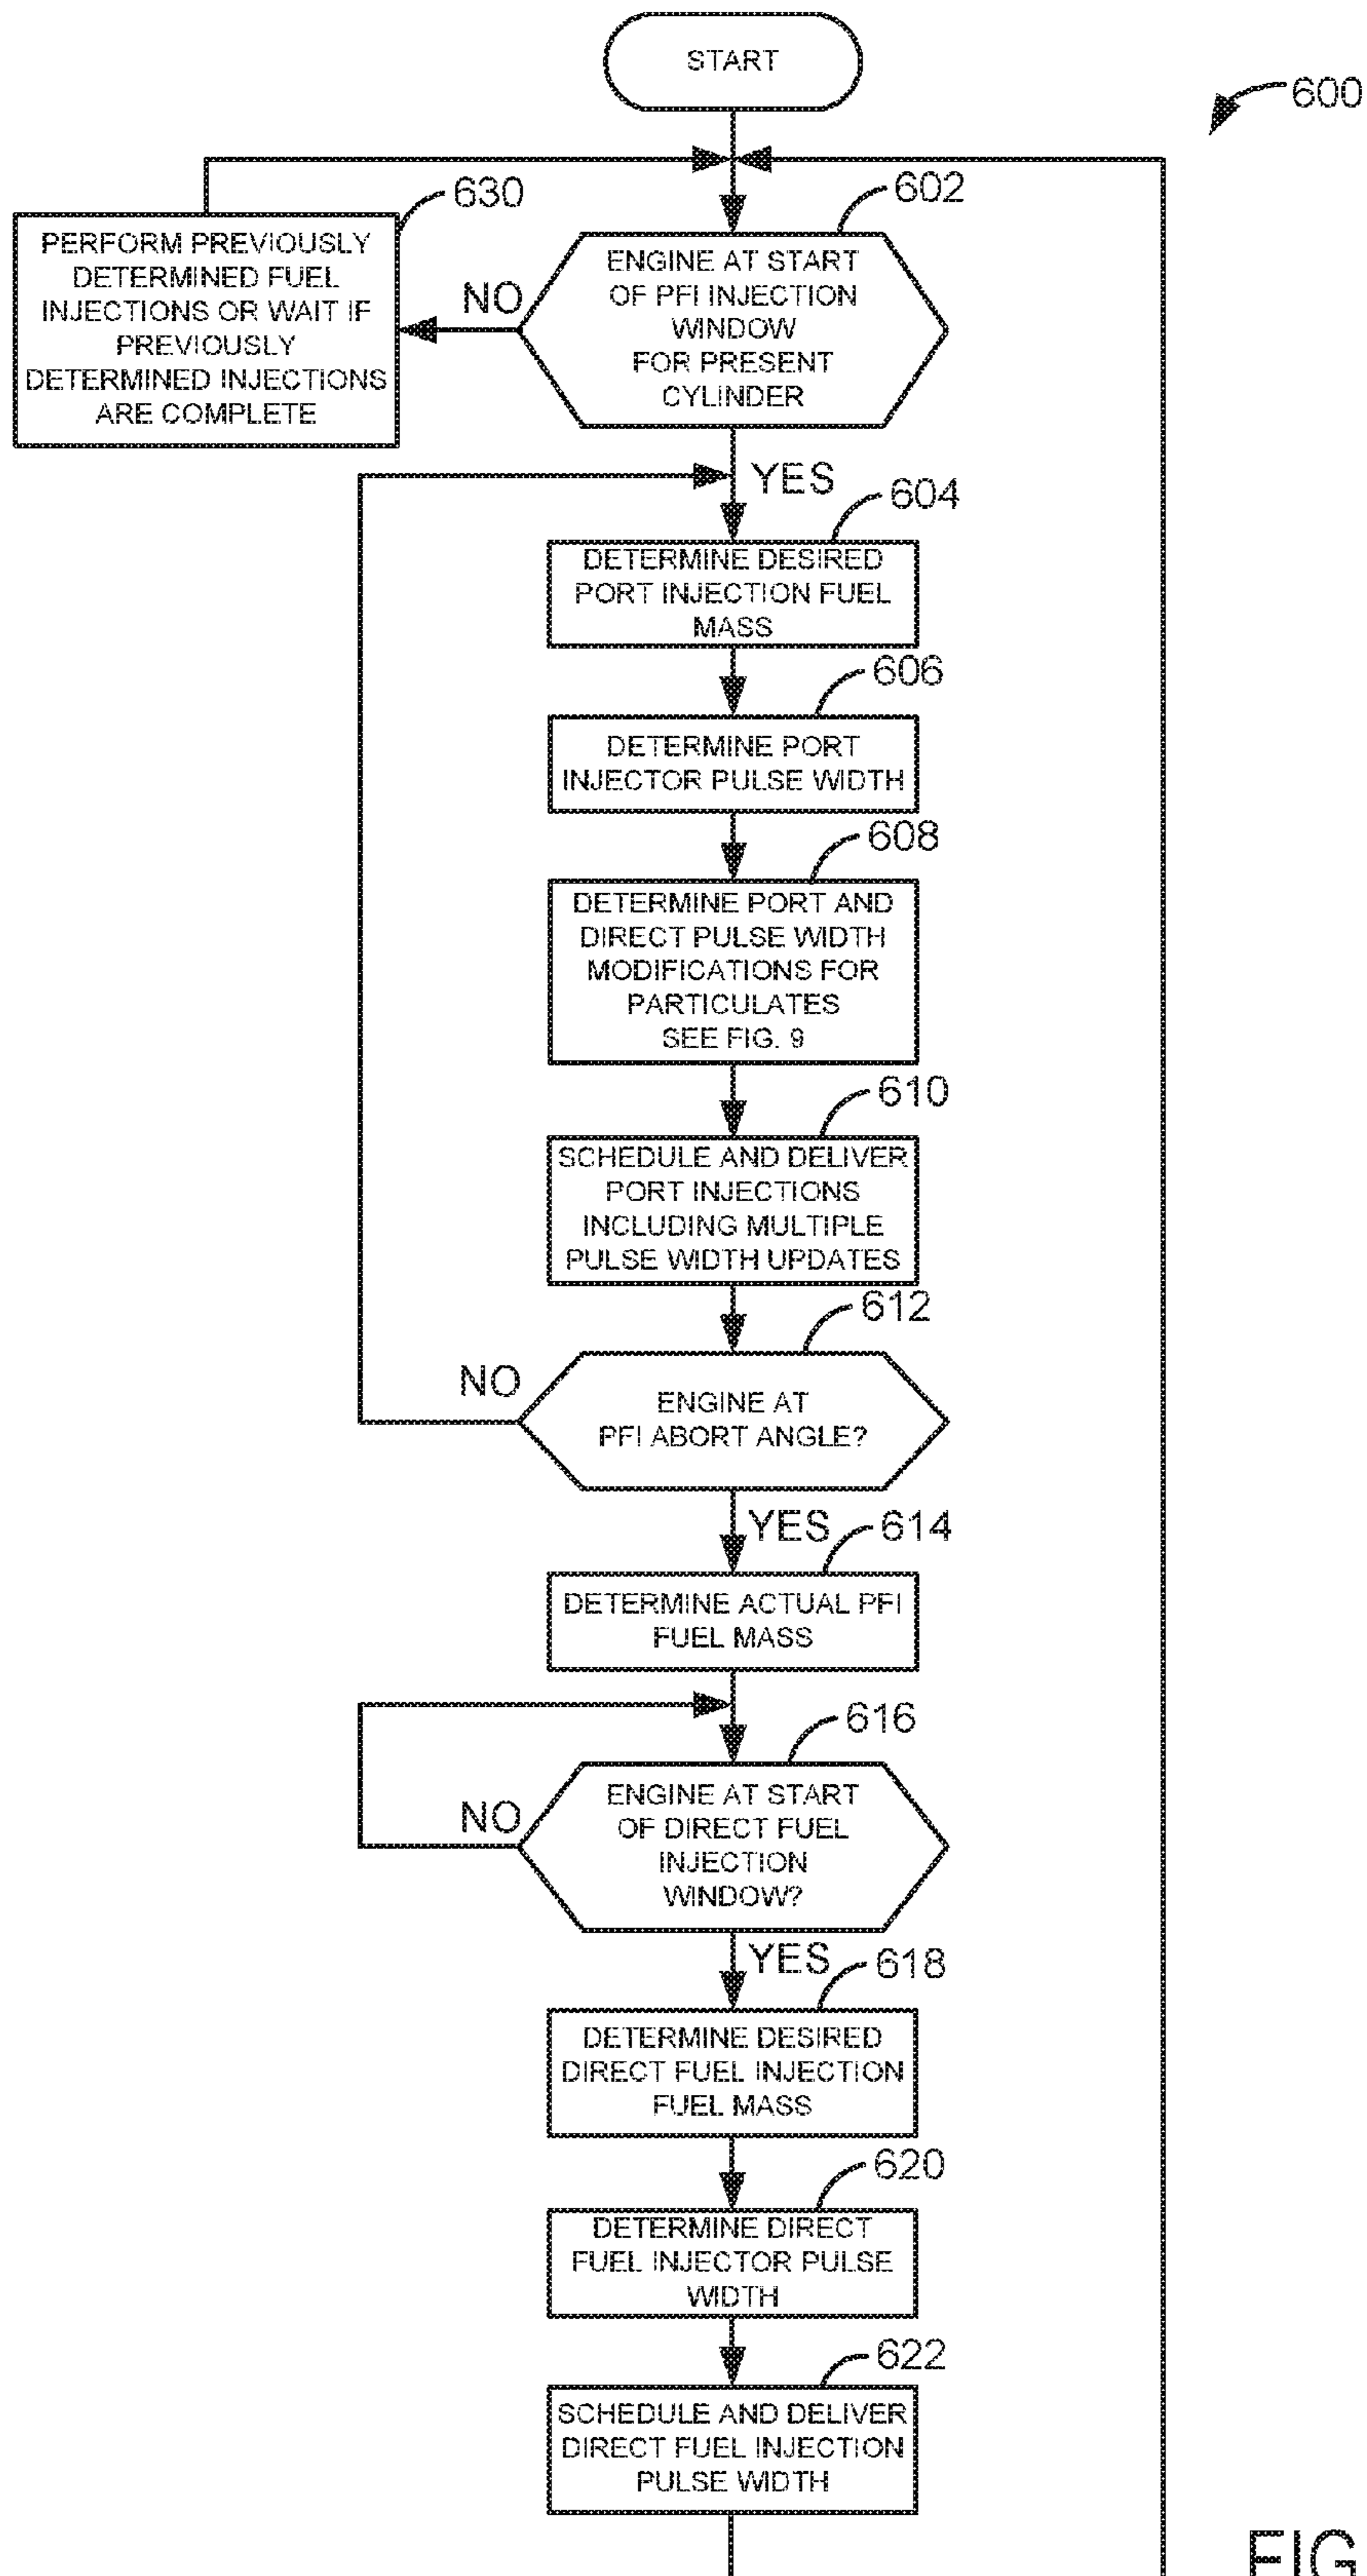 START
600
630
602
PERFORM PREVIOUSLY
DETERMINED FUEL
INJECTIONS OR WAIT IF
PREVIOUSLY
DETERMINED INJECTIONS
ARE COMPLETE
NO
ENGINE AT START
OF PFI INJECTION
WINDOW
FOR PRESENT
CYLINDER
YES
604
DETERMINE DESIRED
PORT INJECTION FUEL
MASS
606
DETERMINE PORT
INJECTOR PULSE WIDTH
608
DETERMINE PORT AND
DIRECT PULSE WIDTH
MODIFICATIONS FOR
PARTICULATES
SEE FIG. 9
610
SCHEDULE AND DELIVER
PORT INJECTIONS
INCLUDING MULTIPLE
PULSE WIDTH UPDATES
612
NO
ENGINE AT
PFI ABORT ANGLE?
YES
614
DETERMINE ACTUAL PFI
FUEL MASS
616
NO
ENGINE AT START
OF DIRECT FUEL
INJECTION
WINDOW?
YES
618
DETERMINE DESIRED
DIRECT FUEL INJECTION
FUEL MASS
620
DETERMINE DIRECT
FUEL INJECTOR PULSE
WIDTH
622
SCHEDULE AND DELIVER
DIRECT FUEL INJECTION
PULSE WIDTH
FIG